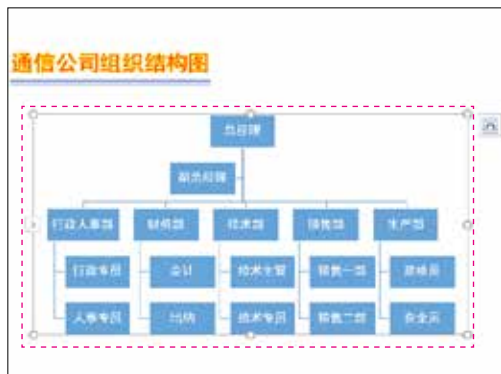 通信公司组织结构图
总经理
副总经理
行政人事部 财务部 技术部 销售部 生产部
行政专员 会计 技术主管 销售一部 质检员
人事专员 出纳 技术专员 销售二部 安全员